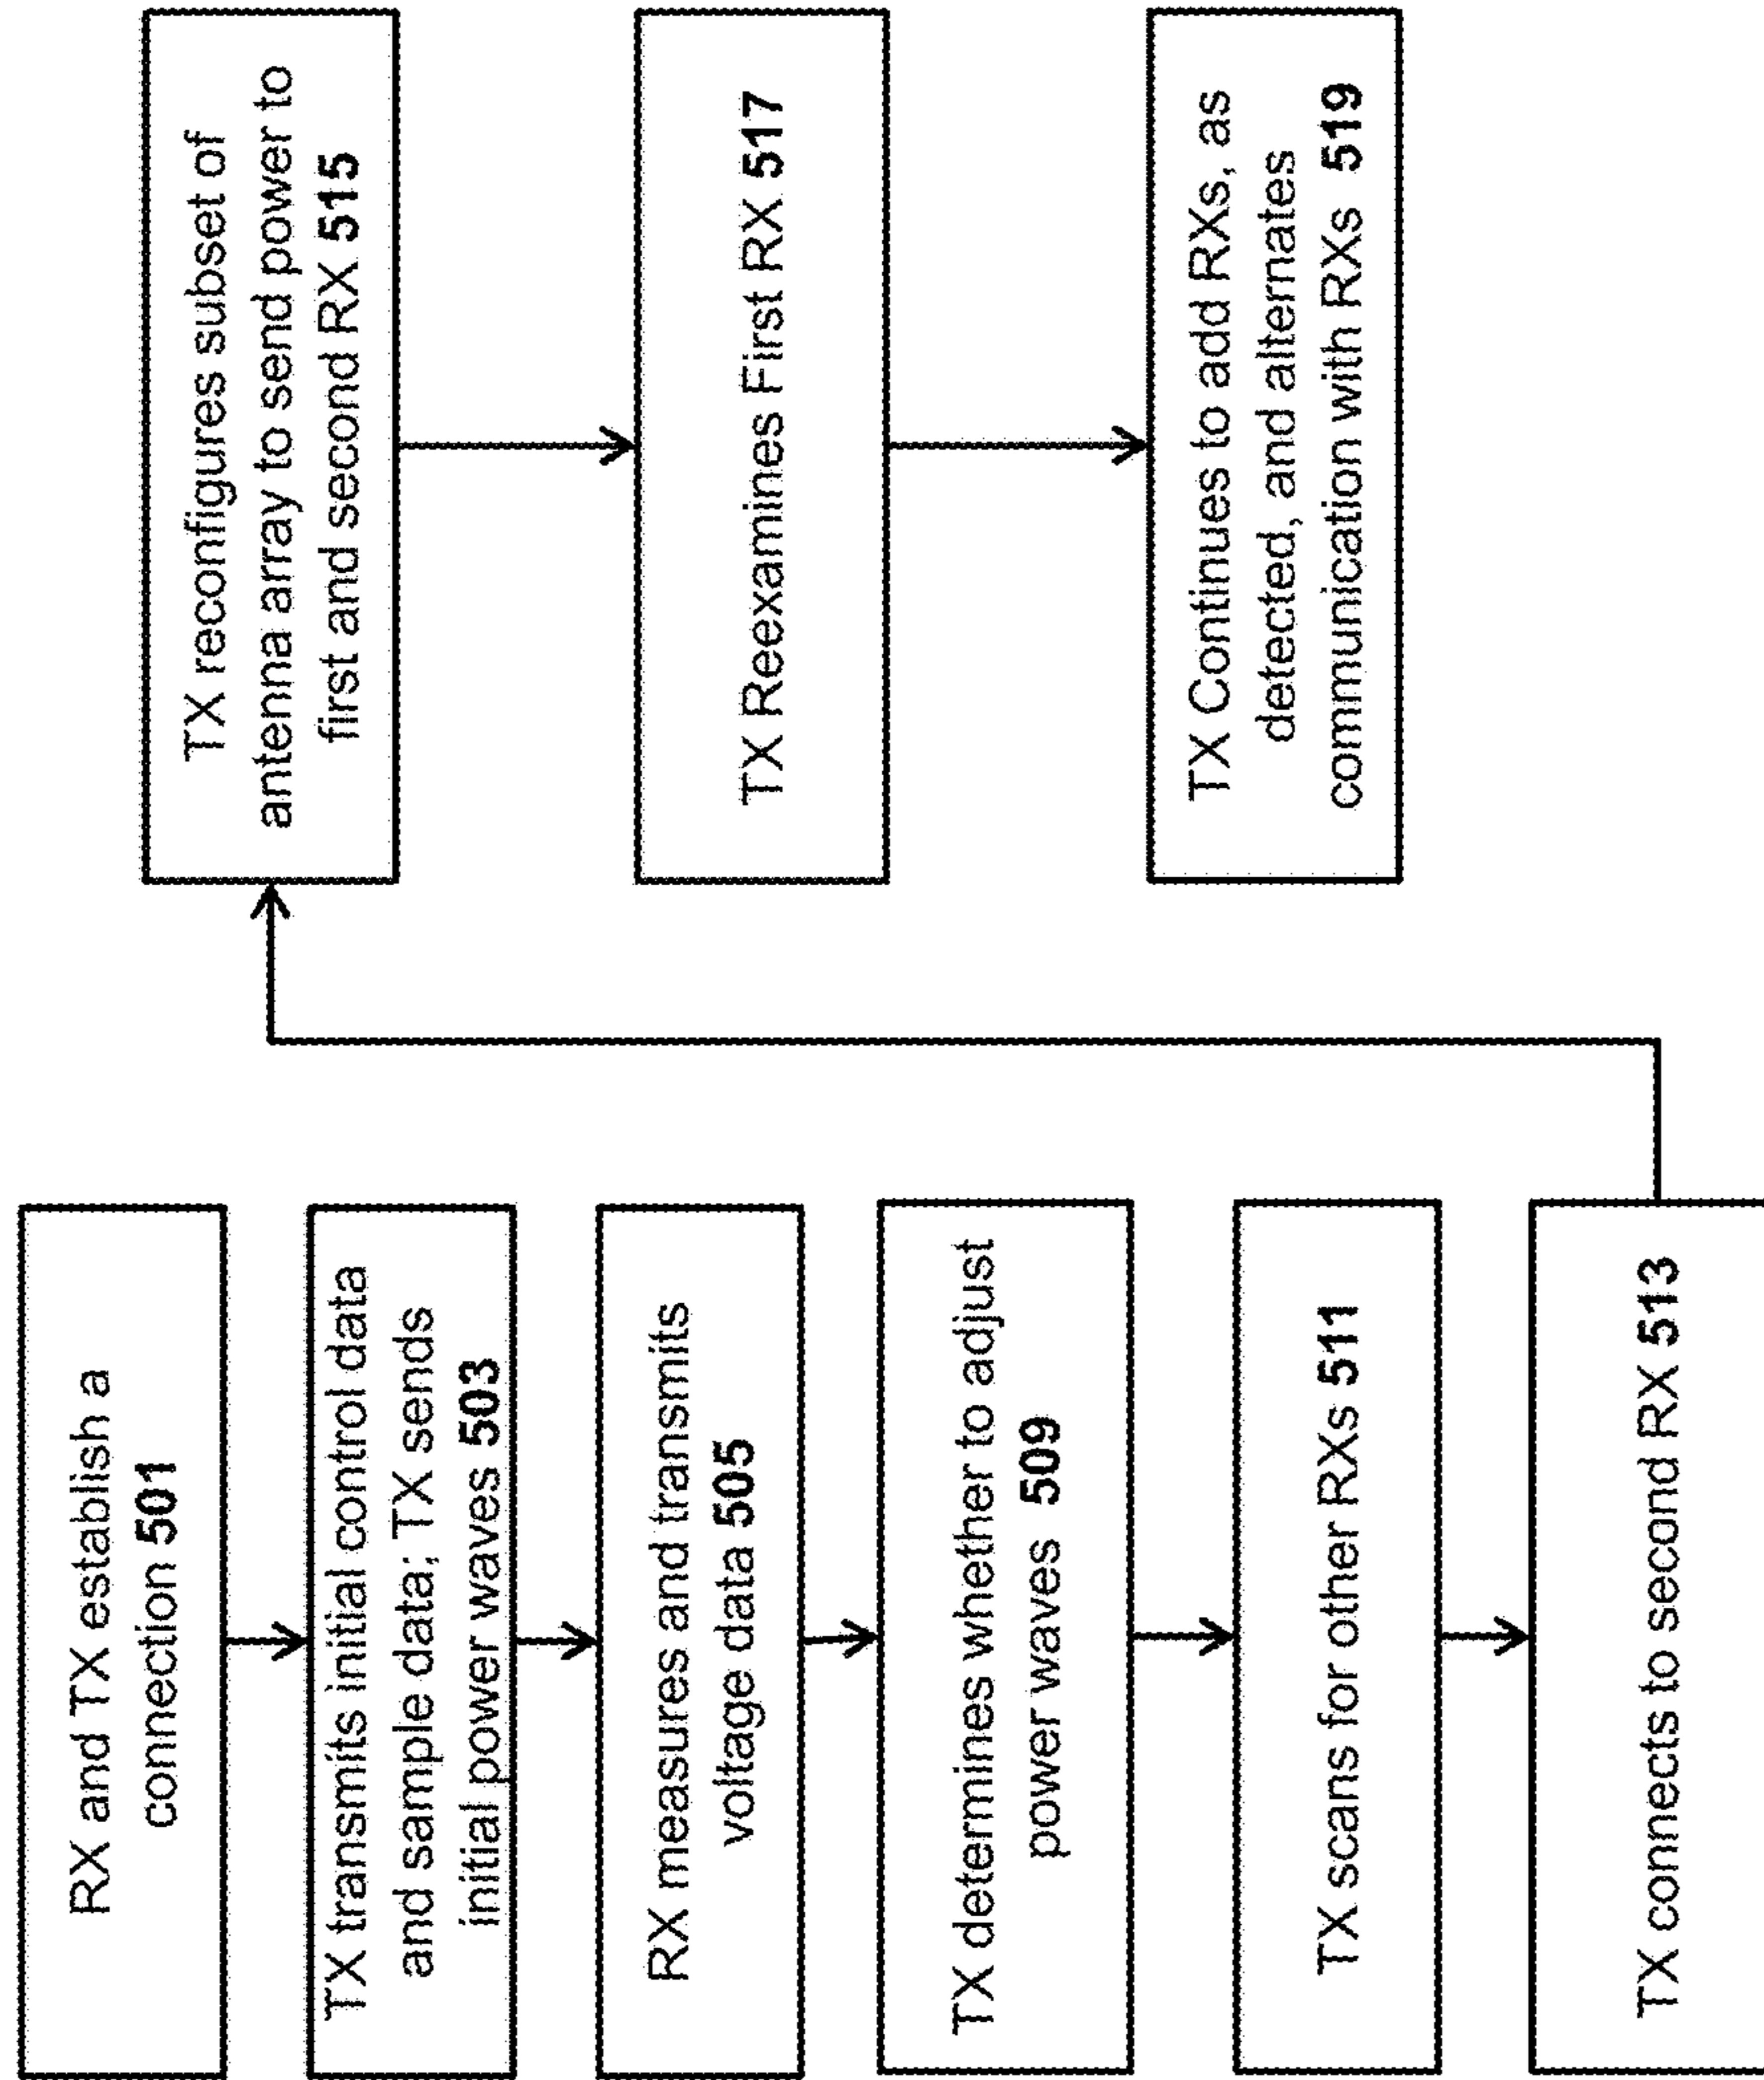 RX and TX establish a
connection 501
TX transmits initial control data
and sample data; TX sends
initial power waves 503
RX measures and transmits
voltage data 505
TX determines whether to adjust
power waves 509
TX scans for other RXs 511
TX connects to second RX 513
TX reconfigures subset of
antenna array to send power to
first and second RX 515
TX Reexamines First RX 517
TX Continues to add RXs, as
detected, and alternates
communication with RXs 519